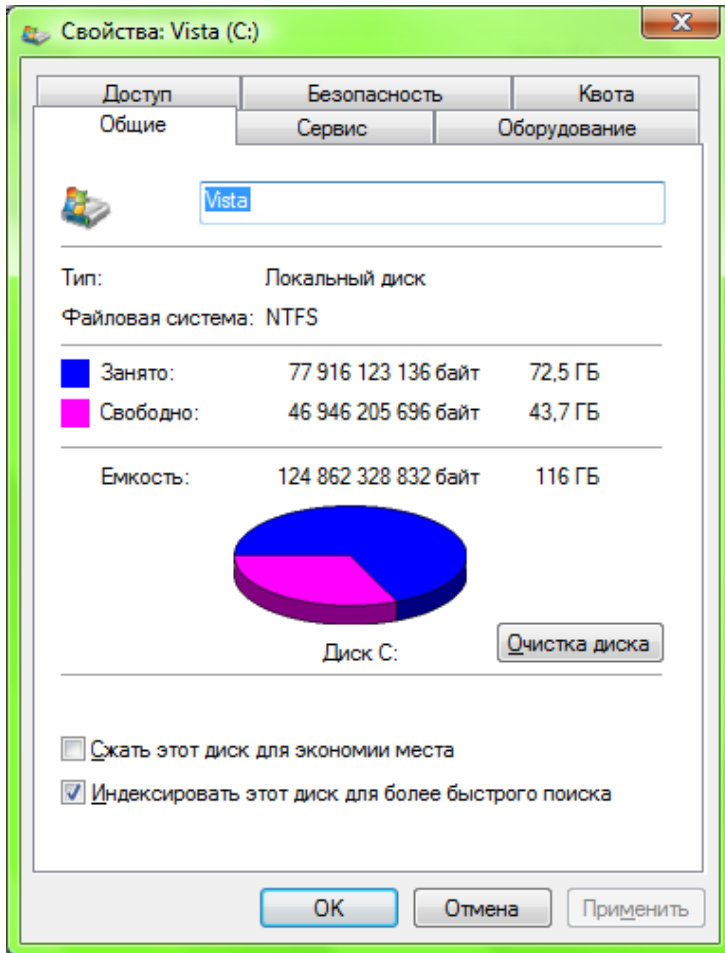 Свойства: Vista (C:)
Доступ Безопасность Квота
Общие Сервис Оборудование
Vista
Тип: Локальный диск
Файловая система: NTFS
Занято: 77 916 123 136 байт 72,5 ГБ
Свободно: 46 946 205 696 байт 43,7 ГБ
Емкость: 124 862 328 832 байт 116 ГБ
Диск C:
Очистка диска
Сжать этот диск для экономии места
Индексировать этот диск для более быстрого поиска
OK Отмена Применить